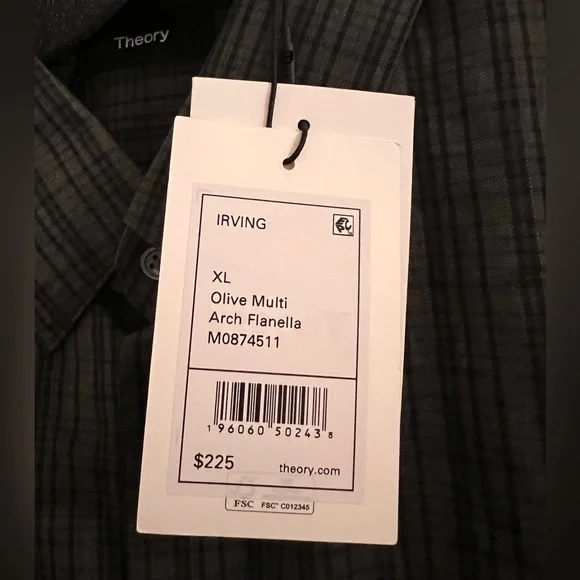 Theory
IRVING
XL
Olive Multi
Arch Flanella
M0874511
1 96060 50243 8
$225 theory.com
FSC FSC™ C012345